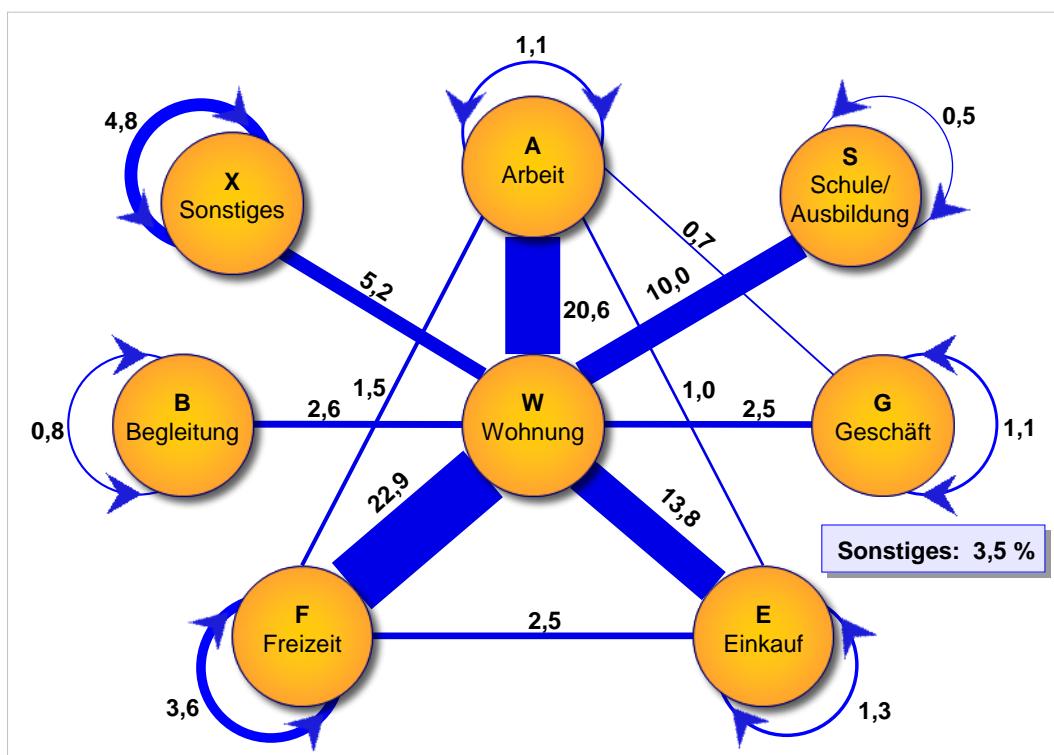 1,1
4,8
A
Arbeit
0,5
X
Sonstiges
S
Schule/
Ausbildung
0,7
5,2
10,0
20,6
1,5
1,0
B
Begleitung
2,6
W
Wohnung
2,5
G
Geschäft
0,8
1,1
22,9
13,8
Sonstiges: 3,5 %
F
Freizeit
2,5
E
Einkauf
3,6
1,3